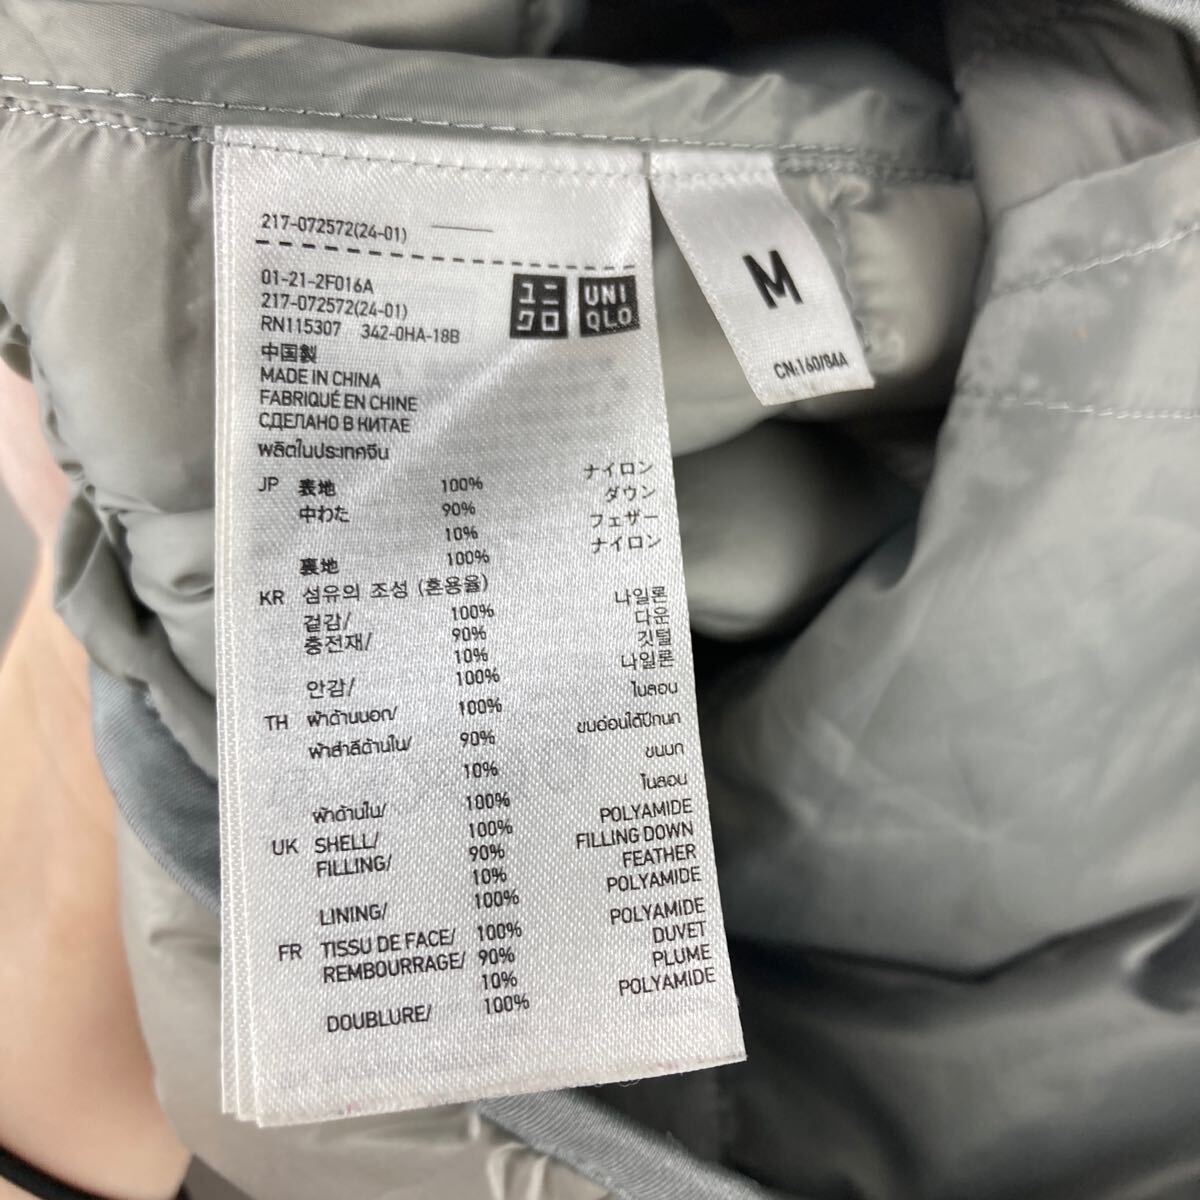 217-072572(24-01)
01-21-2F016A
217-072572(24-01)
RN115307 342-0HA-18B
ユニ
クロ
UNI
QLO
中国製
MADE IN CHINA
FABRIQUÉ EN CHINE
СДЕЛАНО В КИТАЕ
ผลิตในประเทศจีน
JP 表地 100% ナイロン
中わた 90% ダウン
10% フェザー
裏地 100% ナイロン
KR 섬유의 조성 (혼용율)
겉감/ 100% 나일론
충전재/ 90% 다운
10% 깃털
안감/ 100% 나일론
TH ผ้าด้านนอก/ 100% ไนลอน
ผ้าสำลีด้านใน/ 90% ขนอ่อนใต้ปีกนก
10% ขนนก
ผ้าด้านใน/ 100% ไนลอน
UK SHELL/ 100% POLYAMIDE
FILLING/ 90% FILLING DOWN
10% FEATHER
LINING/ 100% POLYAMIDE
FR TISSU DE FACE/ 100% POLYAMIDE
REMBOURRAGE/ 90% DUVET
10% PLUME
DOUBLURE/ 100% POLYAMIDE
M
CN:160/84A